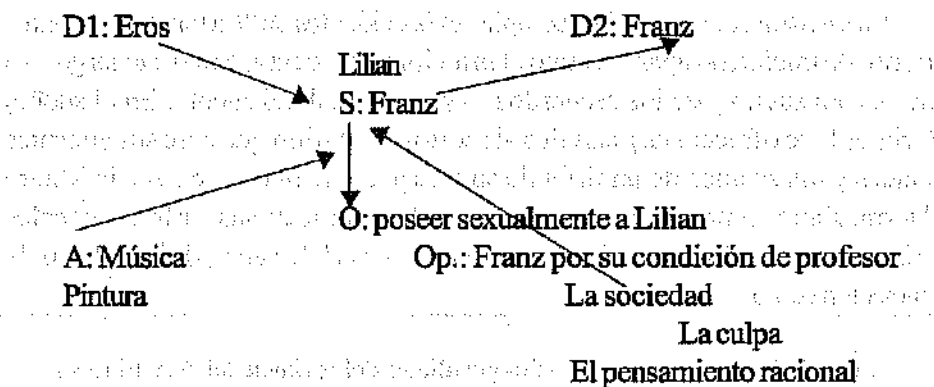 D1: Eros D2: Franz
Lilian
S: Franz
O: poseer sexualmente a Lilian
A: Música Op.: Franz por su condición de profesor
Pintura La sociedad
La culpa
El pensamiento racional